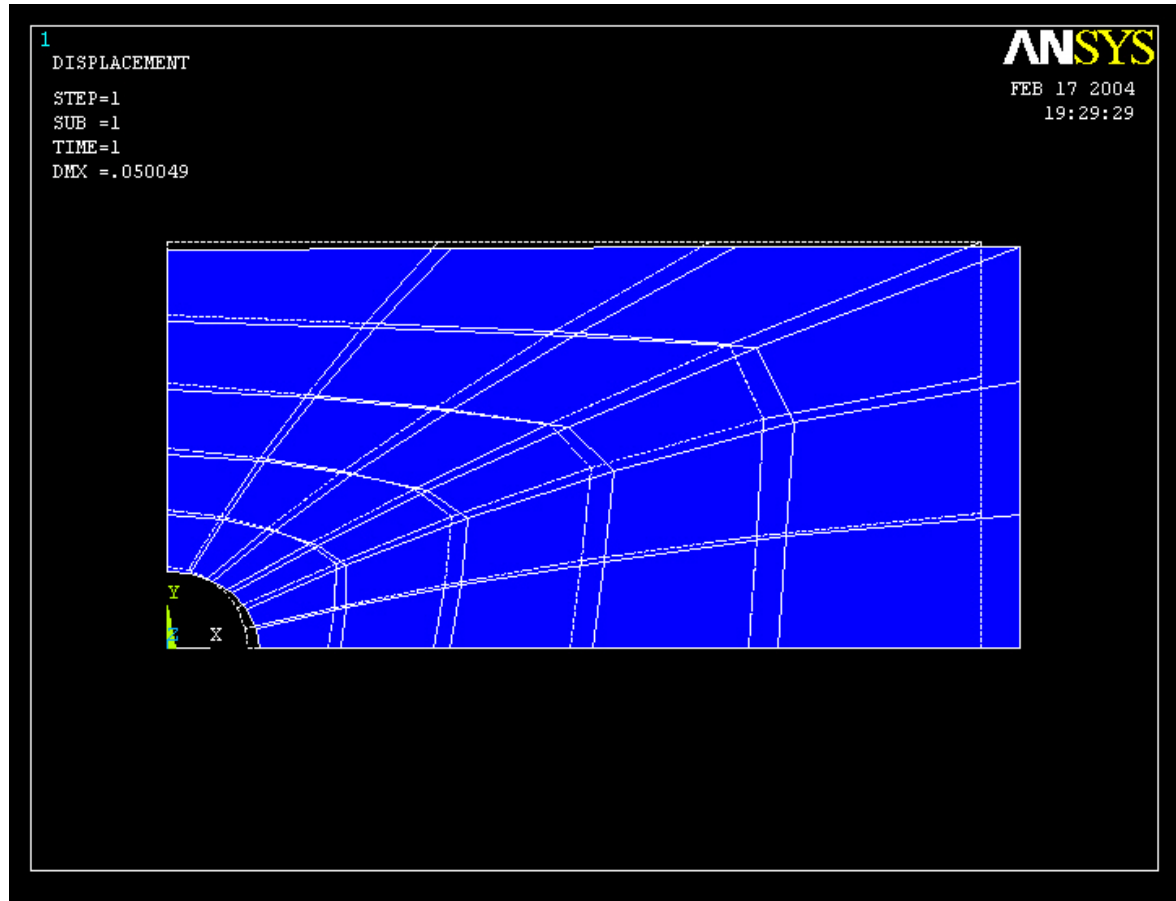 1
DISPLACEMENT
STEP=1
SUB =1
TIME=1
DMX =.050049
ANSYS
FEB 17 2004
19:29:29
Y
Z X